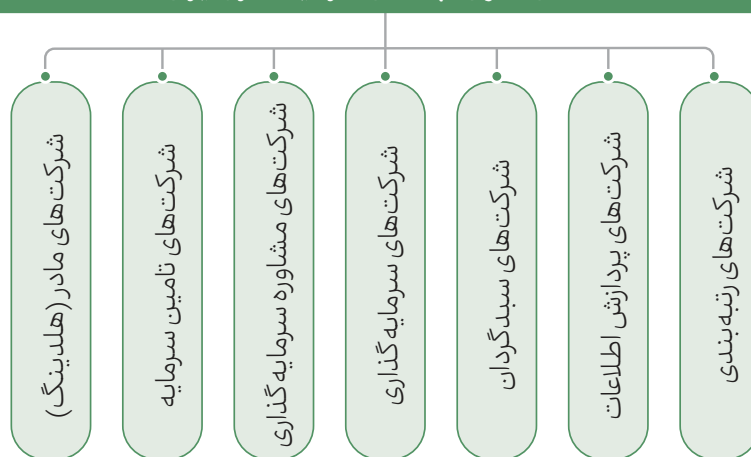 شرکت‌های رتبه‌بندی
شرکت‌های پردازش اطلاعات
شرکت‌های سبدگردان
شرکت‌های سرمایه‌گذاری
شرکت‌های مشاوره سرمایه‌گذاری
شرکت‌های تامین سرمایه
شرکت‌های مادر (هلدینگ)